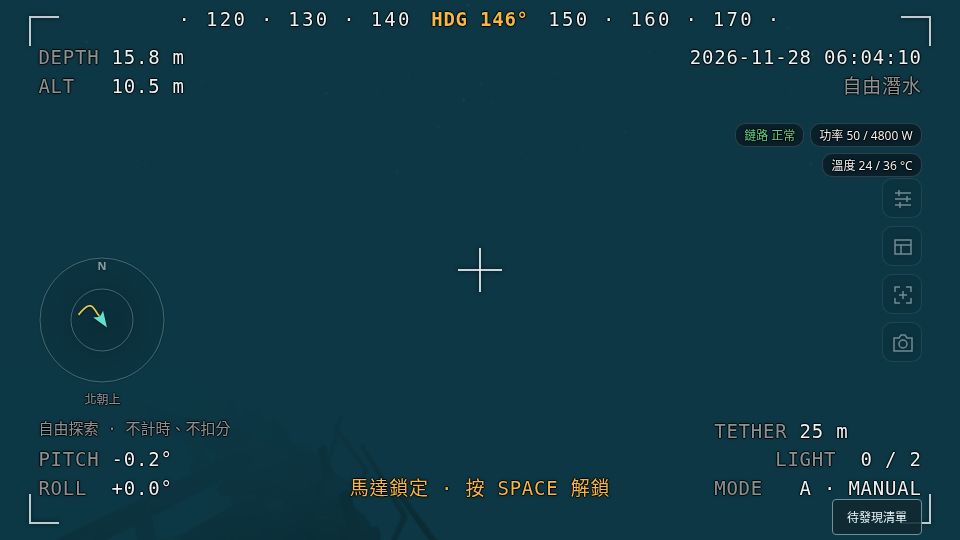 · 120 · 130 · 140 HDG 146° 150 · 160 · 170 ·
DEPTH 15.8 m
ALT 10.5 m
2026-11-28 06:04:10
自由潛水
鏈路 正常
功率 50 / 4800 W
溫度 24 / 36 °C
N
北朝上
自由探索 · 不計時、不扣分
PITCH -0.2°
ROLL +0.0°
馬達鎖定 · 按 SPACE 解鎖
TETHER 25 m
LIGHT 0 / 2
MODE A · MANUAL
待發現清單